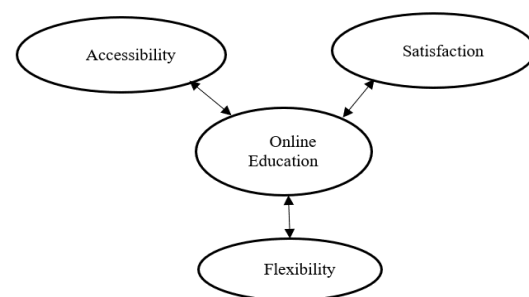 Accessibility
Satisfaction
Online
Education
Flexibility